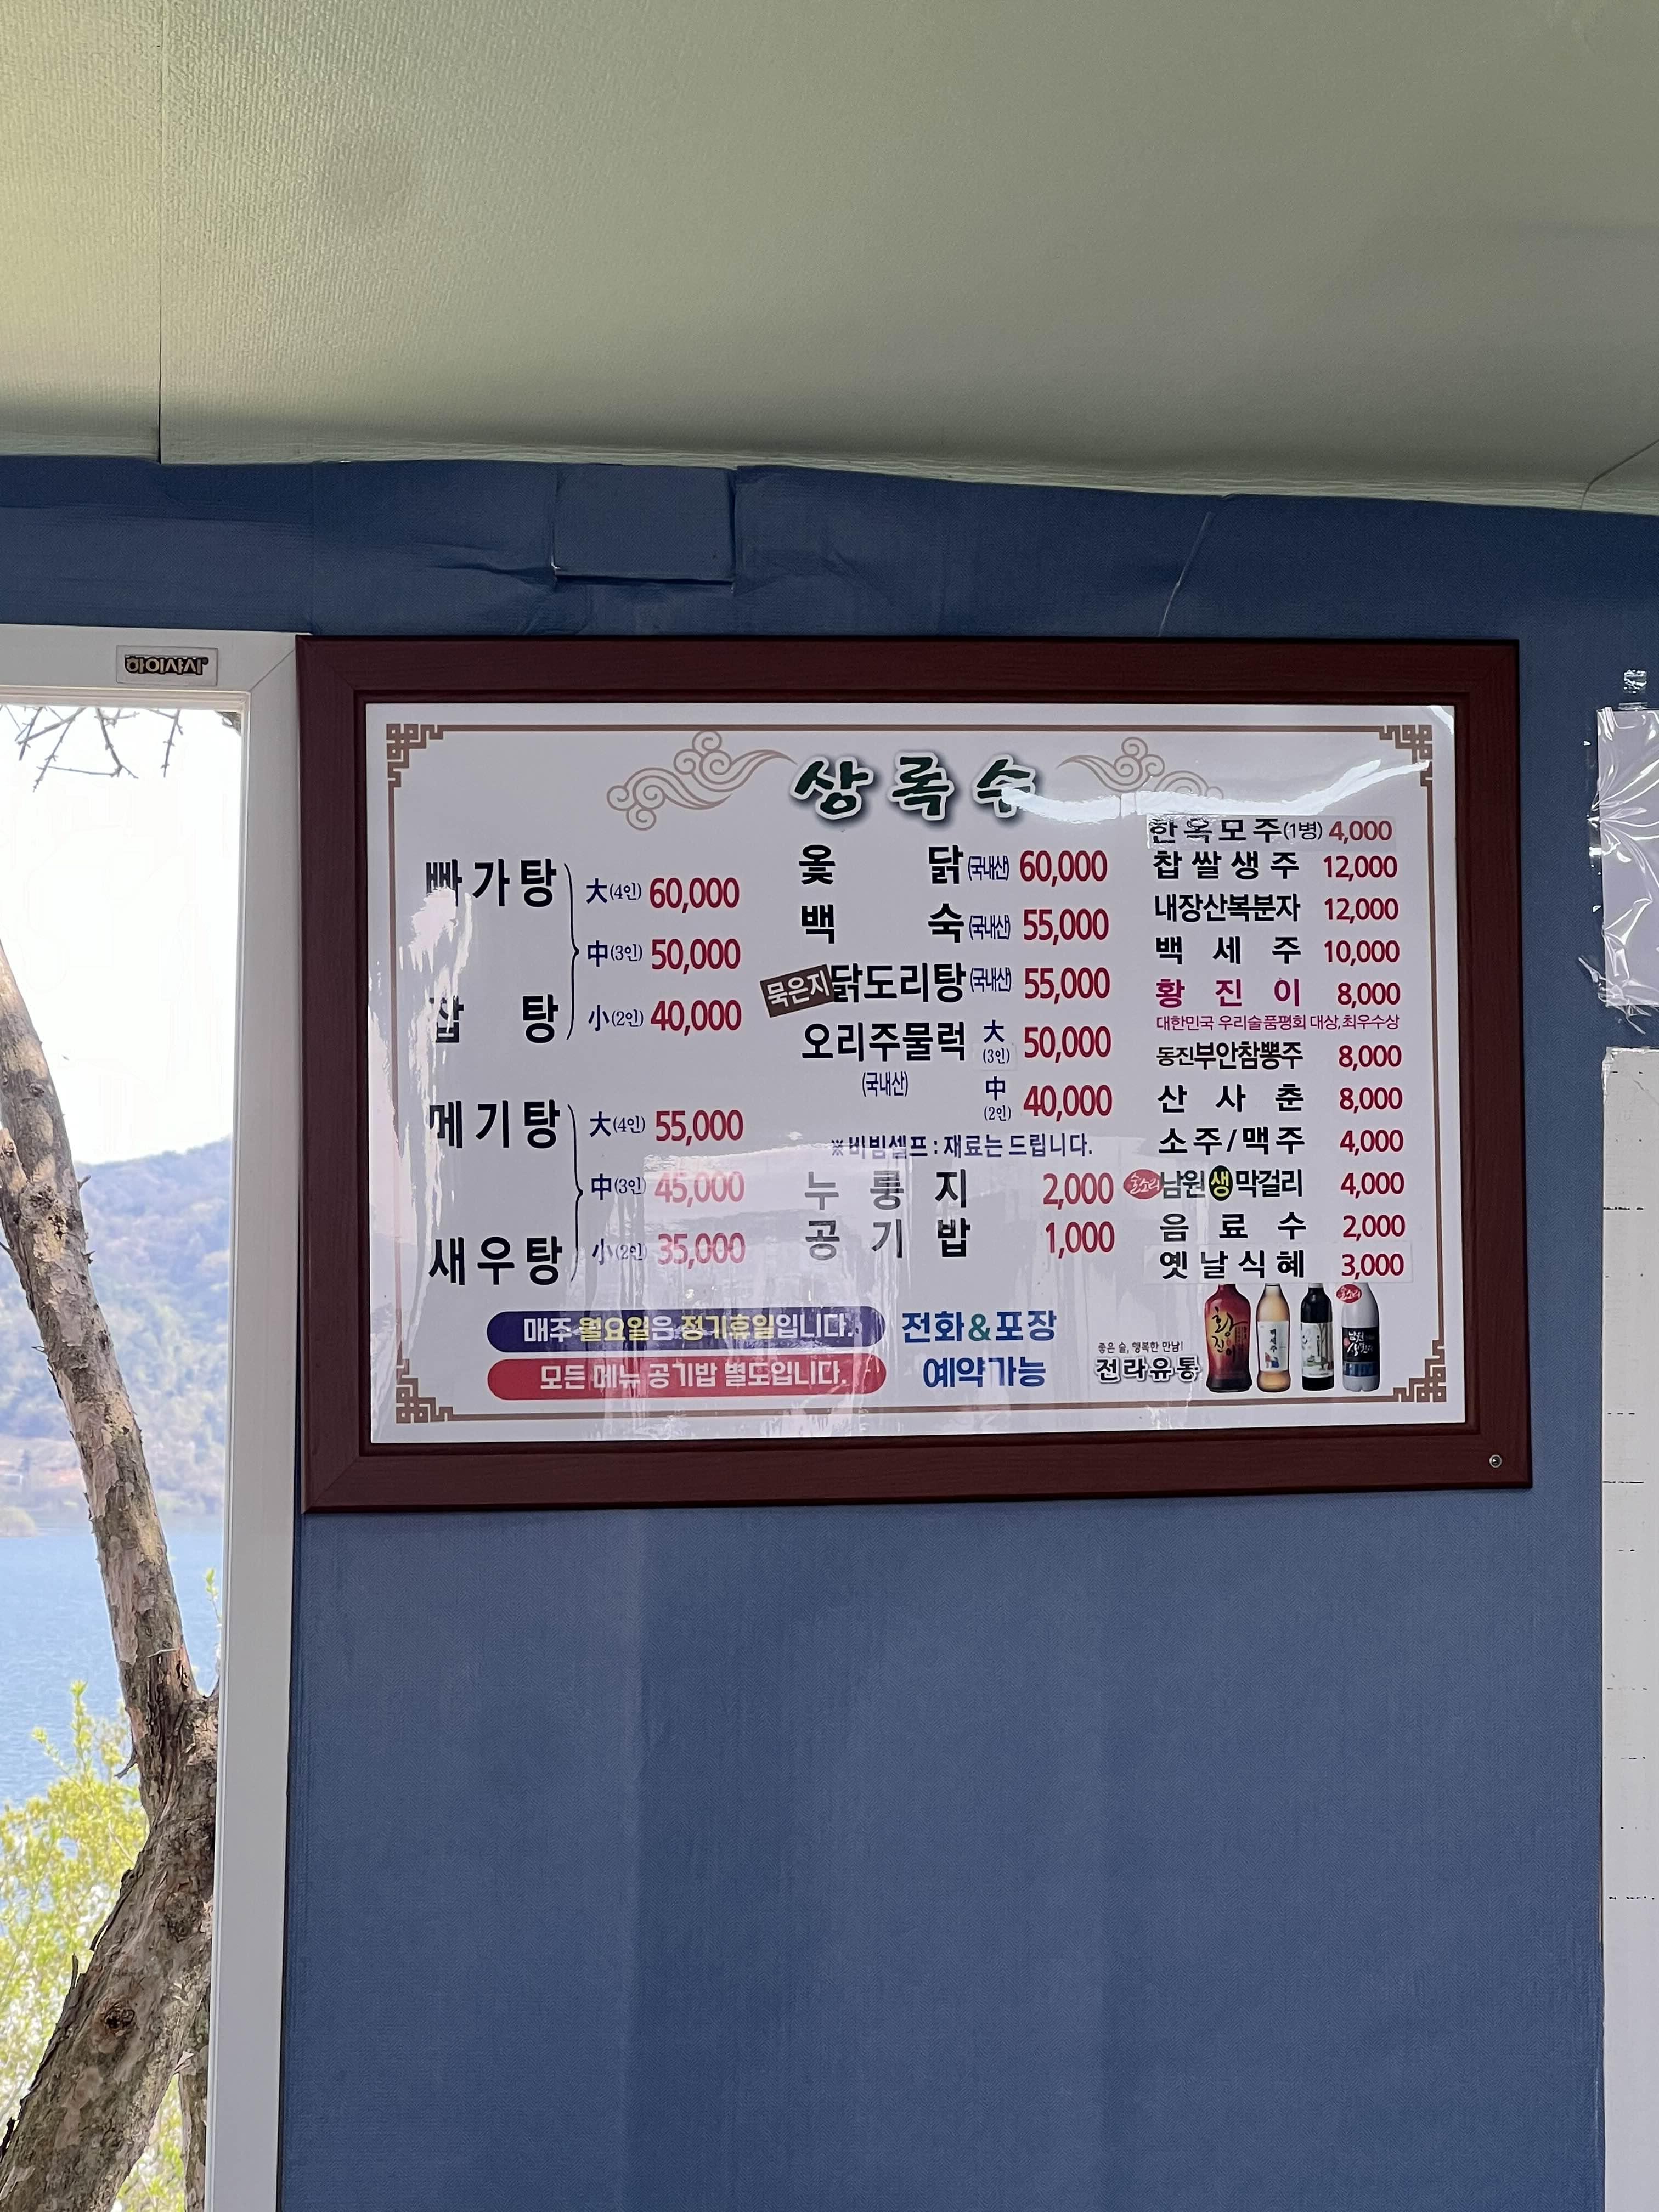 하이샤시
상록수
빠가탕
大(4인) 60,000
中(3인) 50,000
잡탕
小(2인) 40,000
메기탕
大(4인) 55,000
中(3인) 45,000
새우탕
小(2인) 35,000
옻닭(국내산) 60,000
백숙(국내산) 55,000
묵은지닭도리탕(국내산) 55,000
오리주물럭 大(3인) 50,000
(국내산) 中(2인) 40,000
※비빔셀프 : 재료는 드립니다.
누룽지 2,000
공기밥 1,000
한옥모주(1병) 4,000
찹쌀생주 12,000
내장산복분자 12,000
백세주 10,000
황진이 8,000
대한민국 우리술품평회 대상,최우수상
동진부안참뽕주 8,000
산사춘 8,000
소주/맥주 4,000
솔소리남원생막걸리 4,000
음료수 2,000
옛날식혜 3,000
매주 월요일은 정기휴일입니다.
모든 메뉴 공기밥 별도입니다.
전화&포장
예약가능
좋은 술, 행복한 만남!
전라유통
황진이